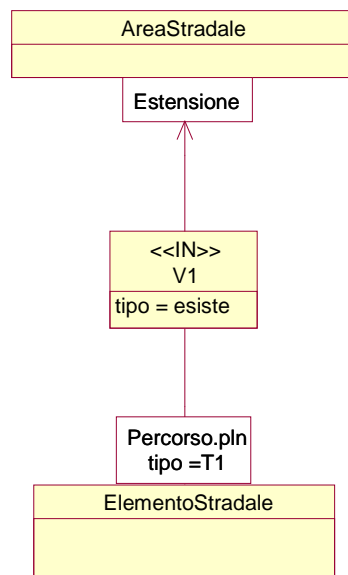 AreaStradale
Estensione
<<IN>>
V1
tipo = esiste
Percorso.pln
tipo =T1
ElementoStradale